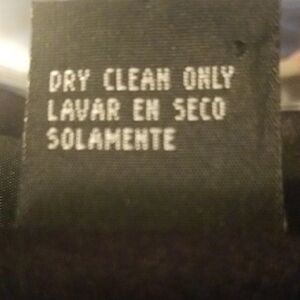 DRY CLEAN ONLY
LAVAR EN SECO
SOLAMENTE